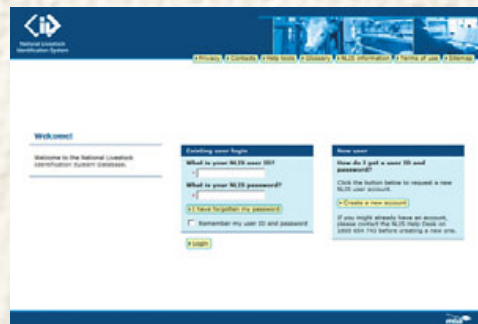 National Livestock
Identification System
Privacy Contacts Help tools Glossary NLIS information Terms of use Sitemap
Welcome!
Welcome to the National Livestock
Identification System Database.
Existing user login
What is your NLIS user ID?
*
What is your NLIS password?
*
I have forgotten my password
Remember my user ID and password
Login
New user
How do I get a user ID and
password?
Click the button below to request a new
NLIS user account.
Create a new account
If you might already have an account,
please contact the NLIS Help Desk on
1800 654 743 before creating a new one.
mla